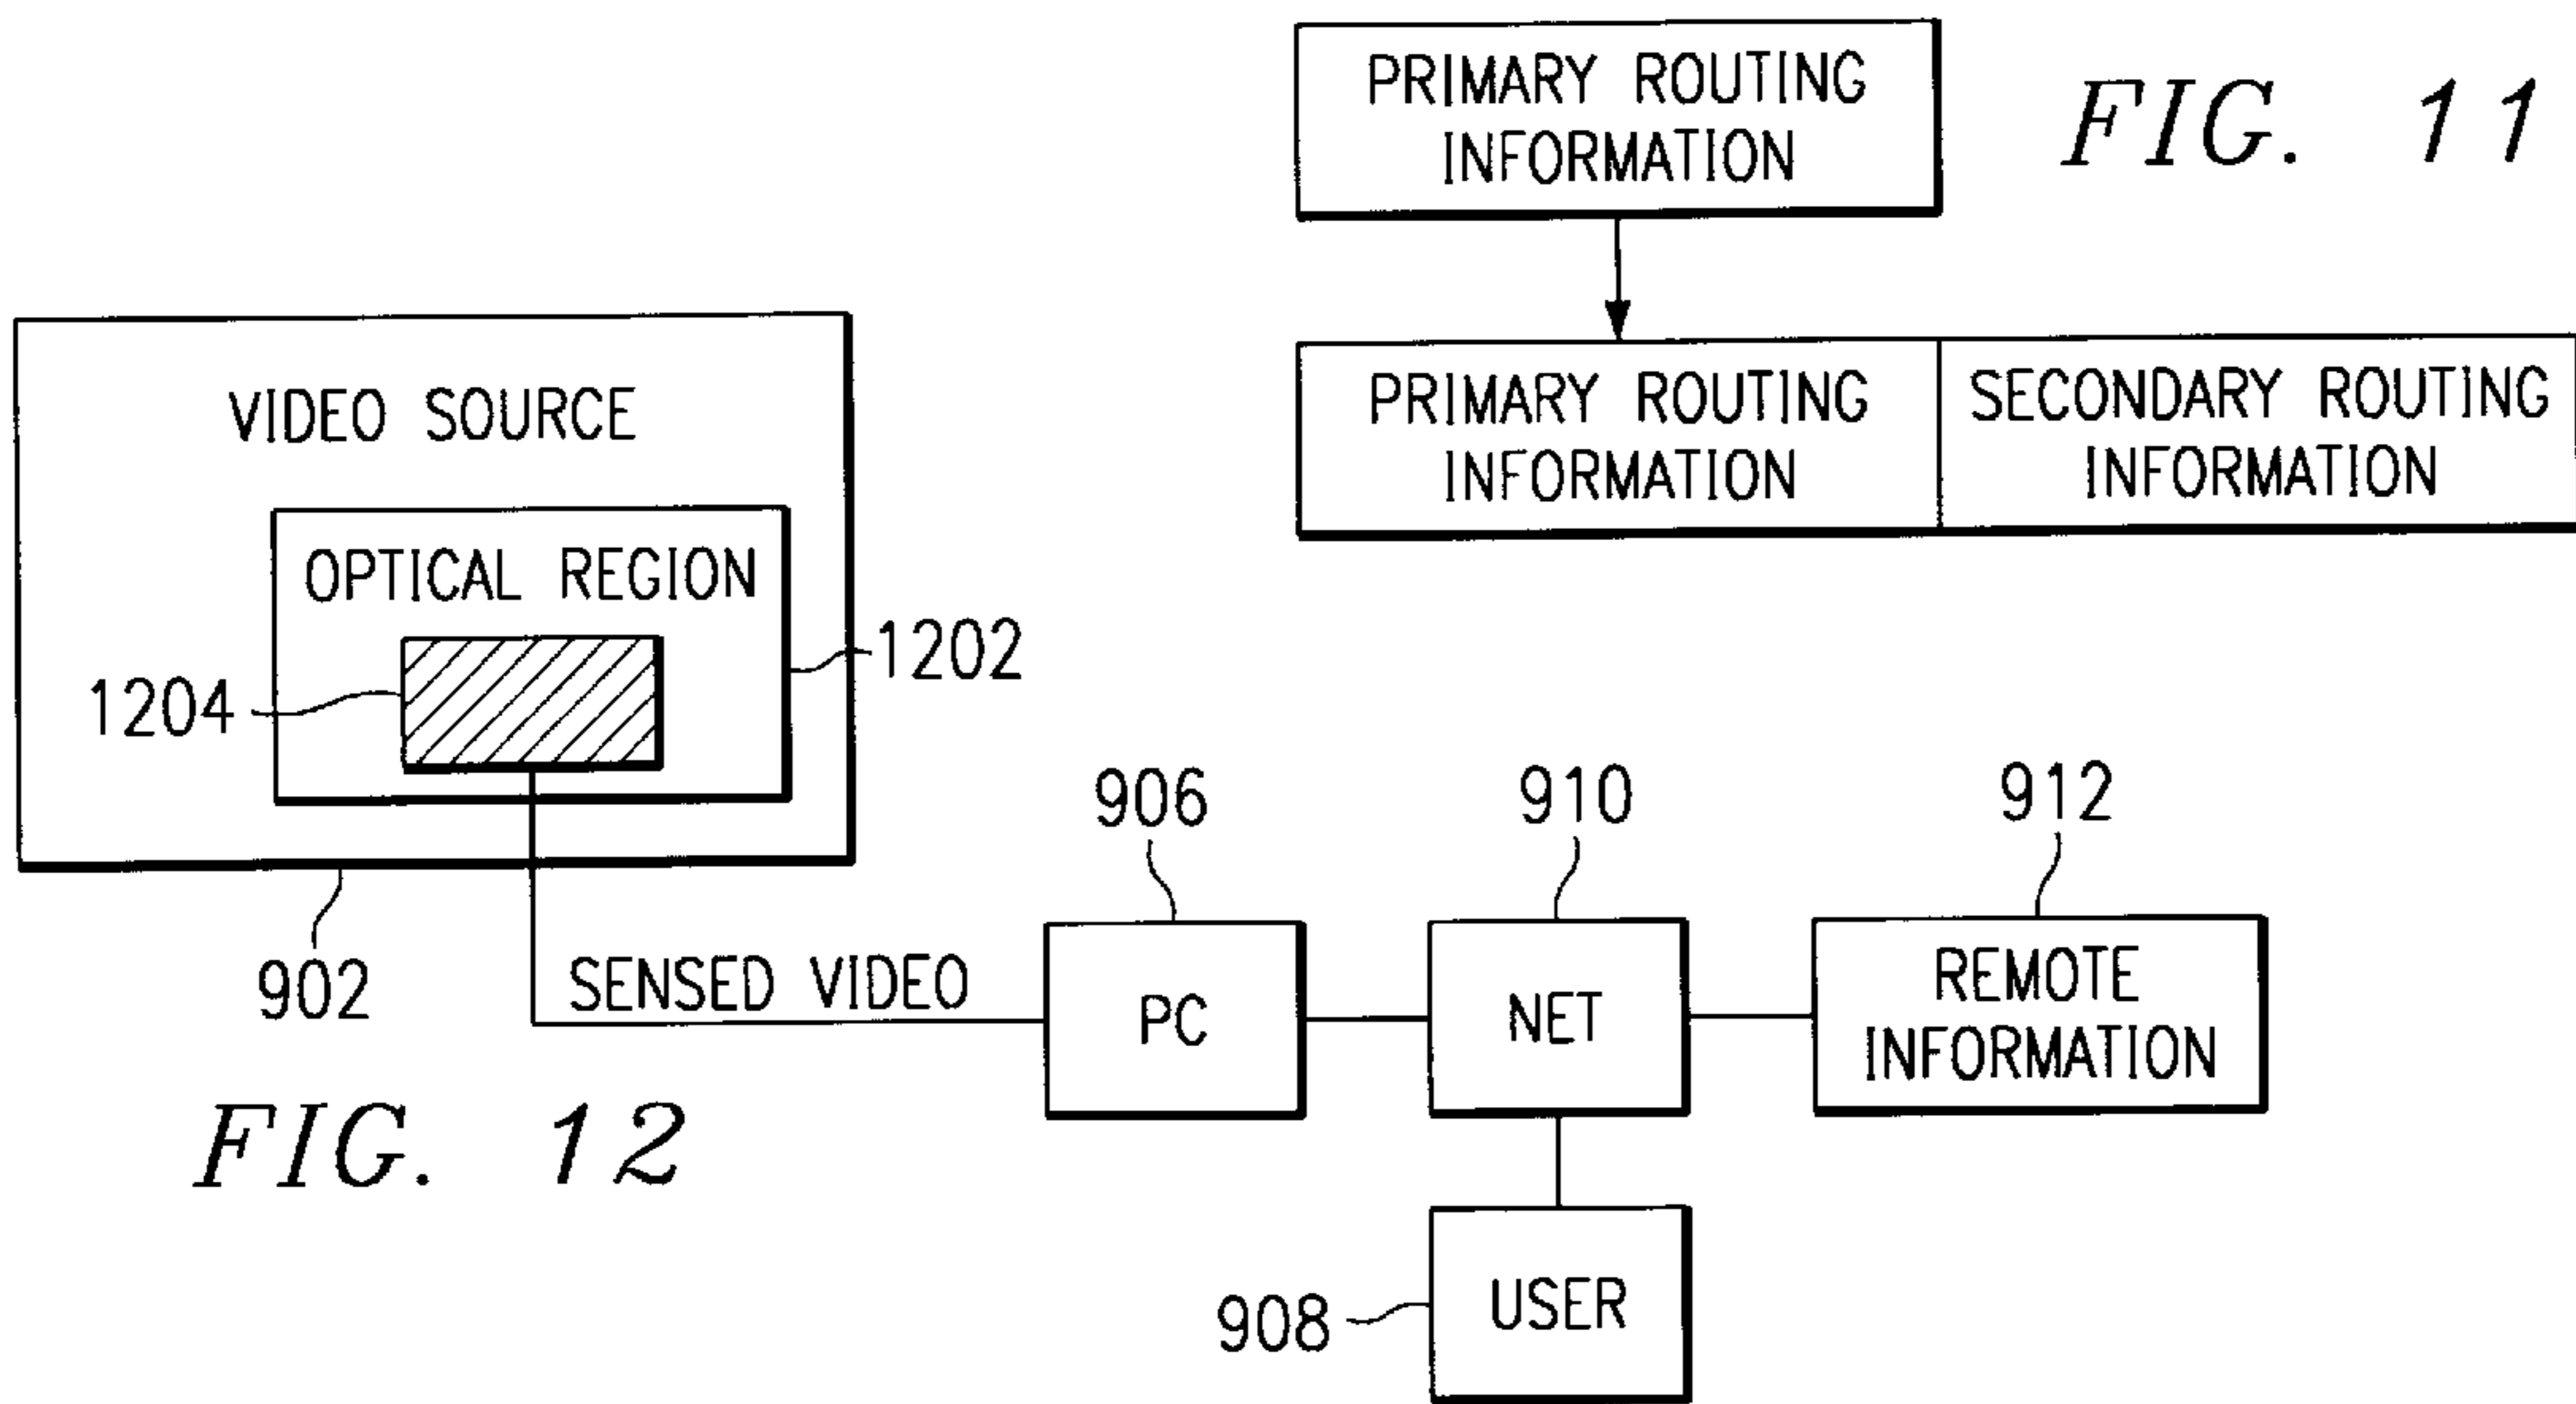 PRIMARY ROUTING
INFORMATION
FIG. 11
PRIMARY ROUTING
INFORMATION
SECONDARY ROUTING
INFORMATION
VIDEO SOURCE
OPTICAL REGION
1202
1204
902
SENSED VIDEO
906
PC
910
NET
912
REMOTE
INFORMATION
908
USER
FIG. 12